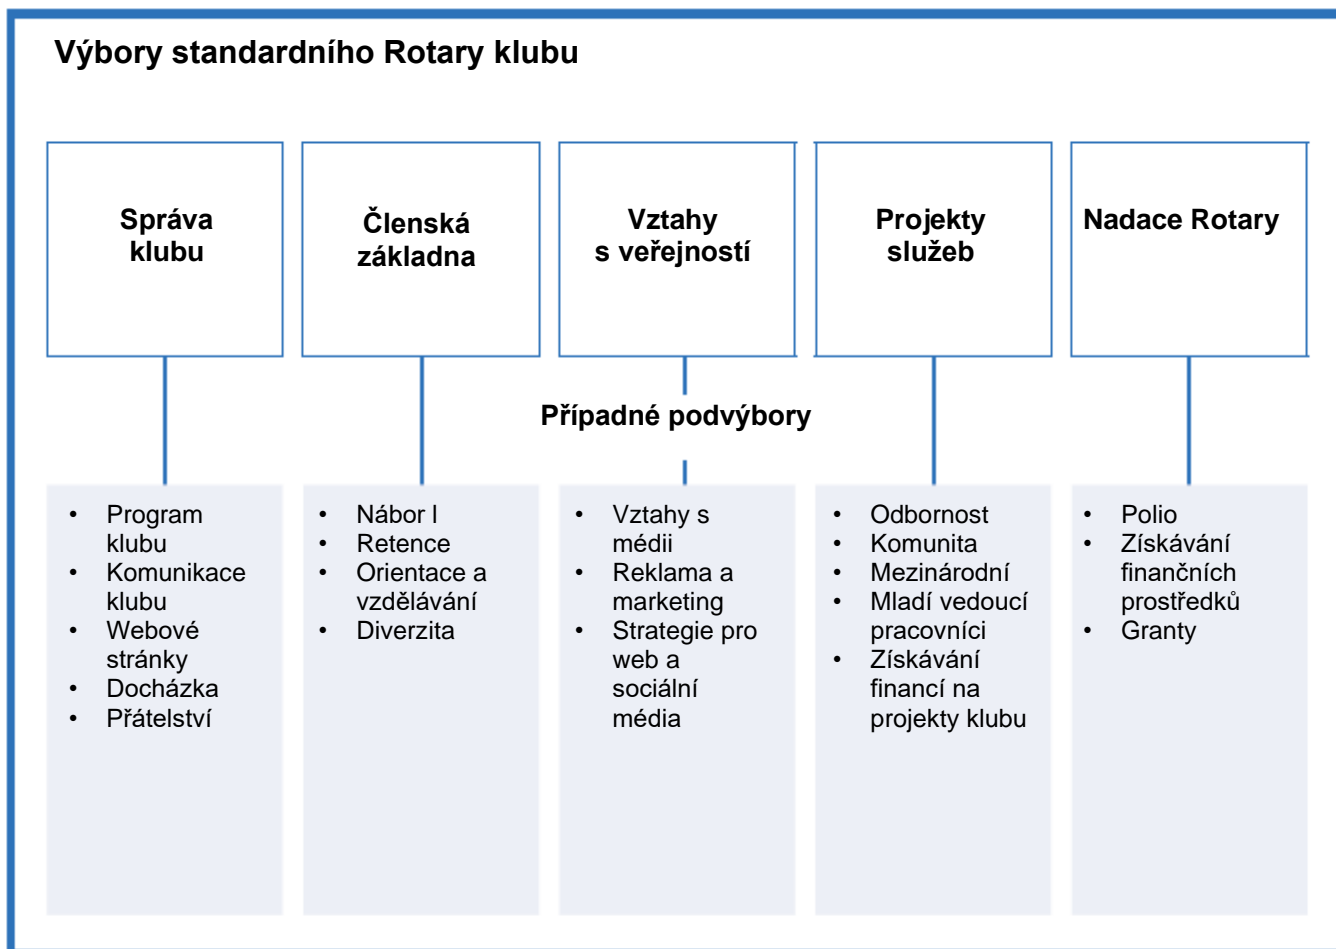 Výbory standardního Rotary klubu
Správa
klubu
Členská
základna
Vztahy
s veřejností
Projekty
služeb
Nadace Rotary
Případné podvýbory
• Program
klubu
• Komunikace
klubu
• Webové
stránky
• Docházka
• Přátelství
• Nábor I
• Retence
• Orientace a
vzdělávání
• Diverzita
• Vztahy s
médii
• Reklama a
marketing
• Strategie pro
web a
sociální
média
• Odbornost
• Komunita
• Mezinárodní
• Mladí vedoucí
pracovníci
• Získávání
financí na
projekty klubu
• Polio
• Získávání
finančních
prostředků
• Granty